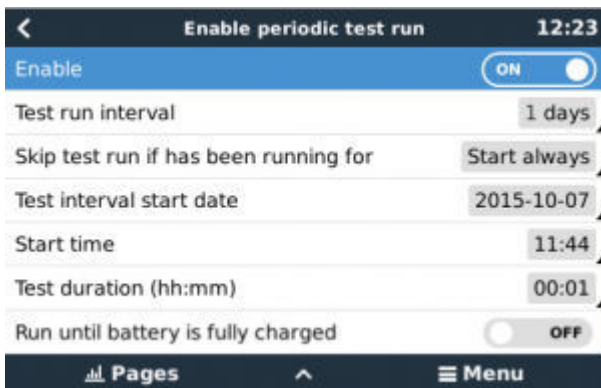 Enable periodic test run 12:23
Enable ON
Test run interval 1 days
Skip test run if has been running for Start always
Test interval start date 2015-10-07
Start time 11:44
Test duration (hh:mm) 00:01
Run until battery is fully charged OFF
Pages Menu